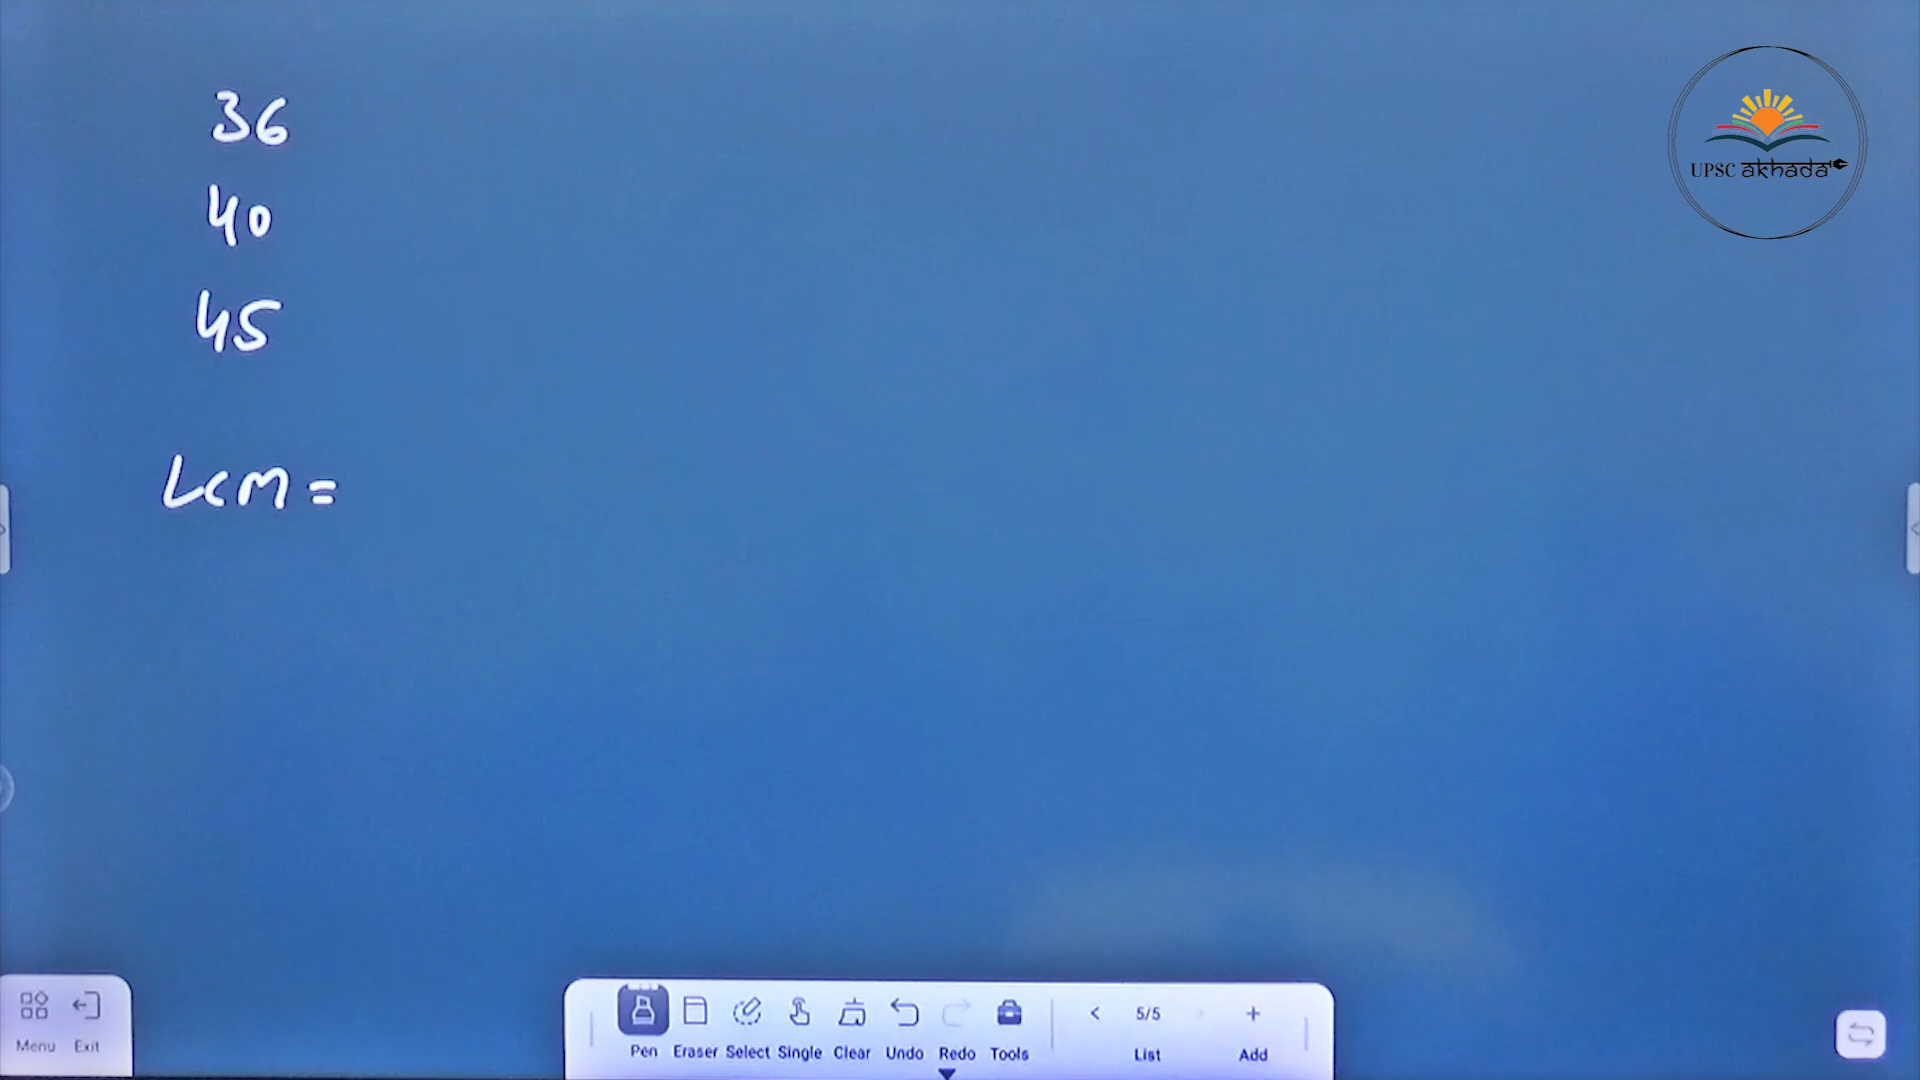 36
40
45
LCM =
UPSC akhada
Menu Exit
Pen Eraser Select Single Clear Undo Redo Tools
< 5/5 +
List Add